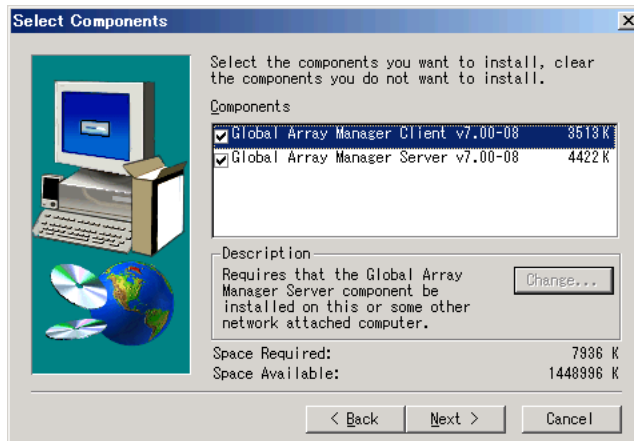 Select Components
Select the components you want to install, clear
the components you do not want to install.
Components
Global Array Manager Client v7.00-08 3513 K
Global Array Manager Server v7.00-08 4422 K
Description
Requires that the Global Array
Manager Server component be
installed on this or some other
network attached computer.
Change...
Space Required: 7936 K
Space Available: 1448996 K
< Back Next > Cancel